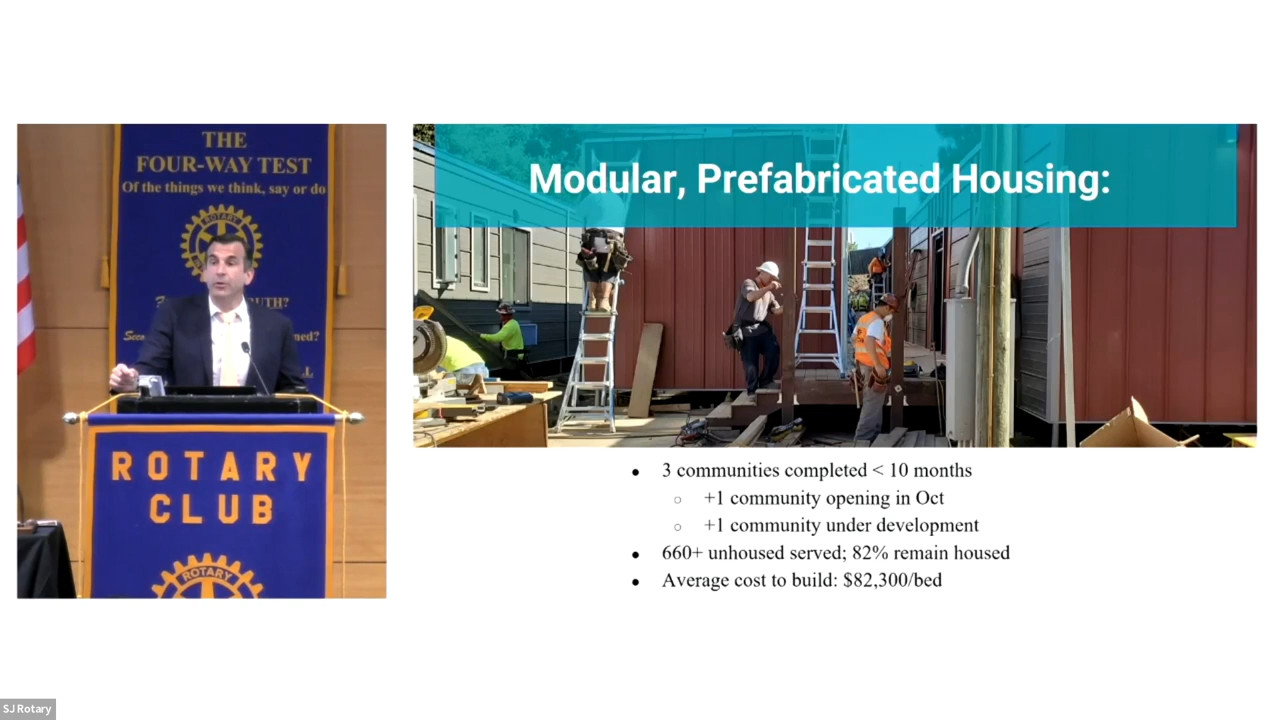 THE
FOUR-WAY TEST
Of the things we think, say or do
ROTARY
ROTARY
CLUB
ROTARY
Modular, Prefabricated Housing:
• 3 communities completed < 10 months
○ +1 community opening in Oct
○ +1 community under development
• 660+ unhoused served; 82% remain housed
• Average cost to build: $82,300/bed
SJ Rotary